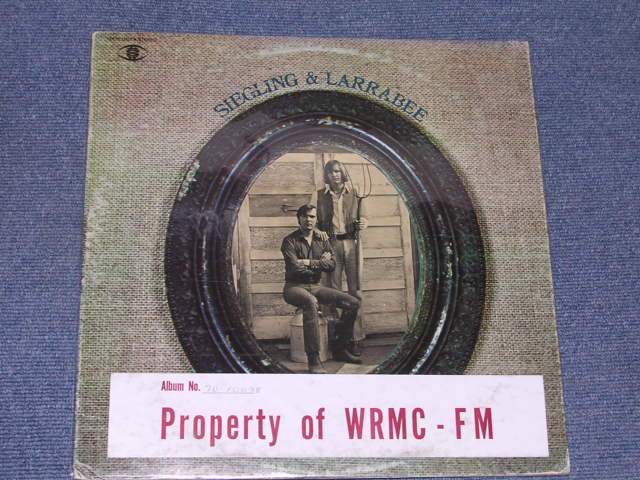 SIEGLING & LARRABEE
Album No.
Property of WRMC - FM